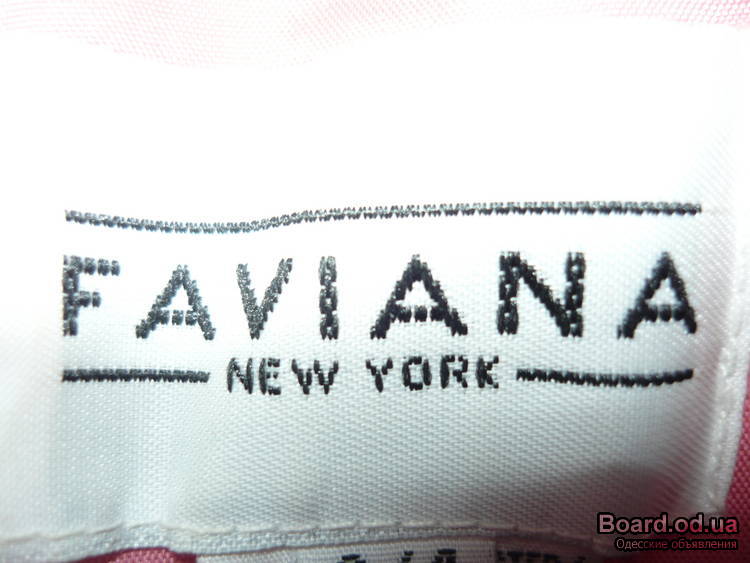 FAVIANA
NEW YORK
Board.od.ua
Одесские объявления